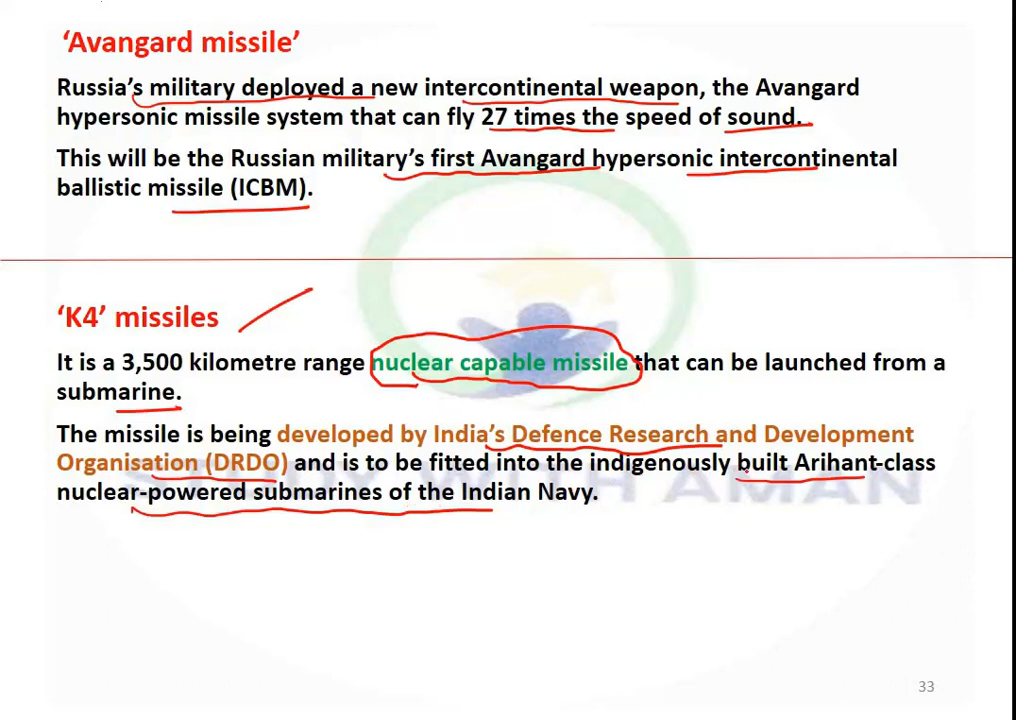 ‘Avangard missile’
Russia’s military deployed a new intercontinental weapon, the Avangard
hypersonic missile system that can fly 27 times the speed of sound.
This will be the Russian military’s first Avangard hypersonic intercontinental
ballistic missile (ICBM).
‘K4’ missiles
It is a 3,500 kilometre range nuclear capable missile that can be launched from a
submarine.
The missile is being developed by India’s Defence Research and Development
Organisation (DRDO) and is to be fitted into the indigenously built Arihant-class
nuclear-powered submarines of the Indian Navy.
STUDY WITH AMAN
33